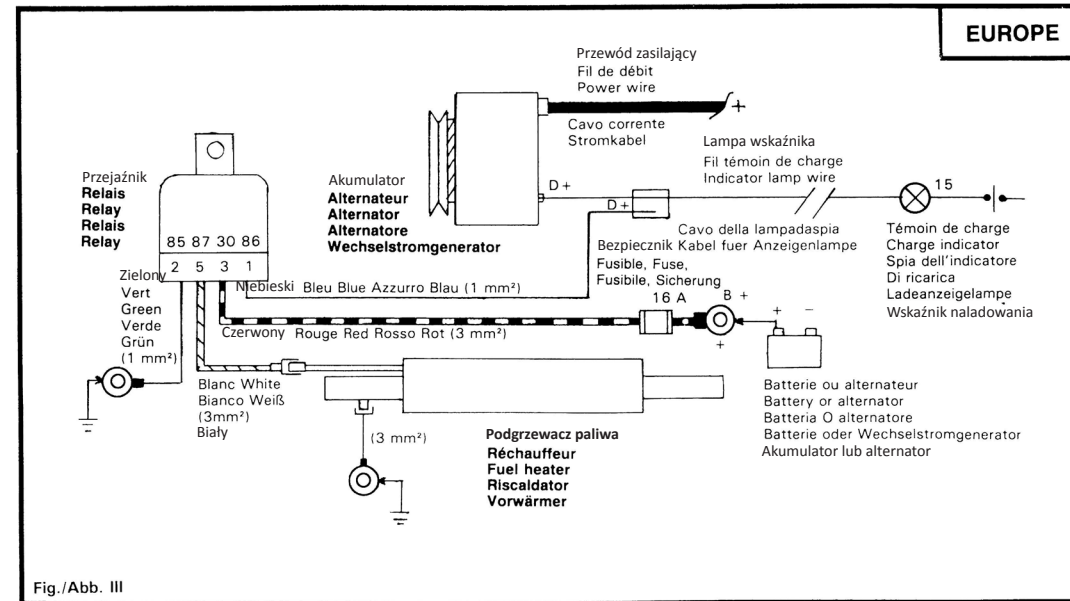 EUROPE
Przewód zasilający
Fil de débit
Power wire
+
Cavo corrente
Stromkabel
Przejaźnik
Relais
Relay
Relais
Relay
85 87 30 86
2 5 3 1
Akumulator
Alternateur
Alternator
Alternatore
Wechselstromgenerator
D +
D +
Lampa wskaźnika
Fil témoin de charge
Indicator lamp wire
15
Cavo della lampadaspia
Kabel fuer Anzeigenlampe
Témoin de charge
Charge indicator
Spia dell'indicatore
Di ricarica
Ladeanzeigelampe
Wskaźnik naladowania
Bezpiecznik
Fusible, Fuse,
Fusibile, Sicherung
16 A
B +
+
+ -
Zielony
Vert
Green
Verde
Grün
(1 mm²)
Niebieski Bleu Blue Azzurro Blau (1 mm²)
Czerwony Rouge Red Rosso Rot (3 mm²)
Blanc White
Bianco Weiß
(3mm²)
Biały
(3 mm²)
Podgrzewacz paliwa
Réchauffeur
Fuel heater
Riscaldator
Vorwärmer
Batterie ou alternateur
Battery or alternator
Batteria O alternatore
Batterie oder Wechselstromgenerator
Akumulator lub alternator
Fig./Abb. III